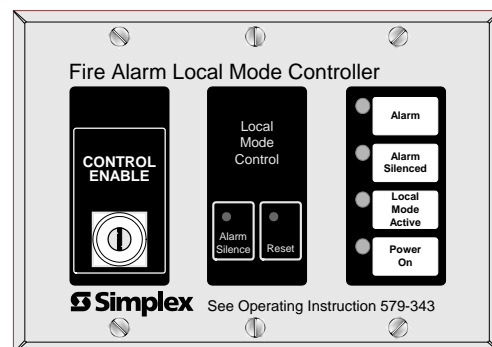 Fire Alarm Local Mode Controller
CONTROL
ENABLE
Local
Mode
Control
Alarm
Silence
Reset
Alarm
Alarm
Silenced
Local
Mode
Active
Power
On
Simplex
See Operating Instruction 579-343